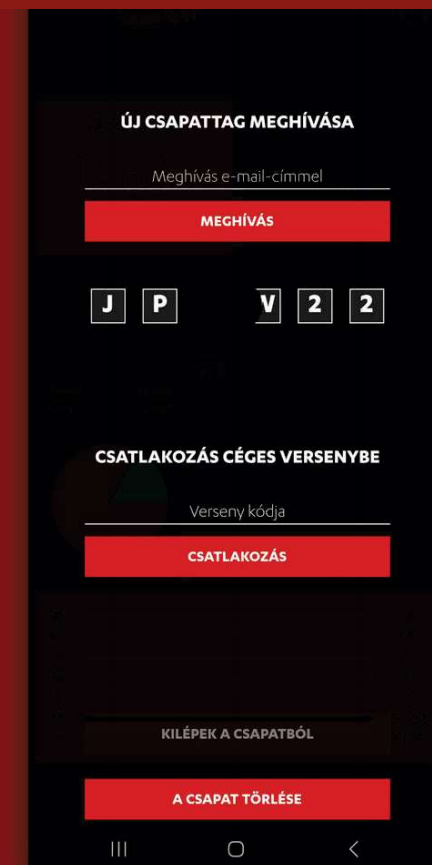 ÚJ CSAPATTAG MEGHÍVÁSA
Meghívás e-mail-címmel
MEGHÍVÁS
J P V 2 2
CSATLAKOZÁS CÉGES VERSENYBE
Verseny kódja
CSATLAKOZÁS
KILÉPEK A CSAPATBÓL
A CSAPAT TÖRLÉSE